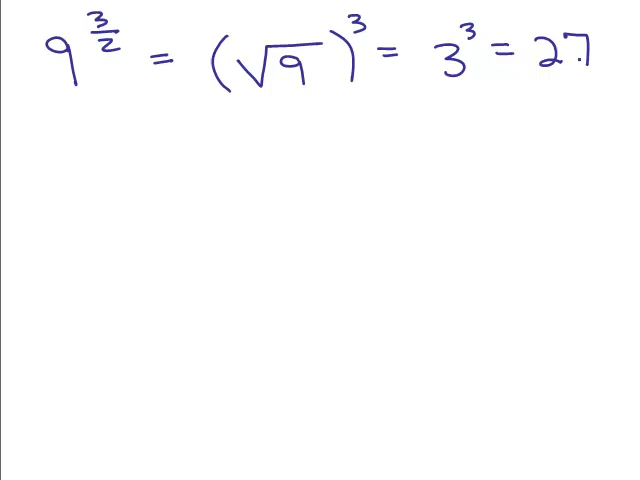 9^{3/2} = (√9)^3 = 3^3 = 27